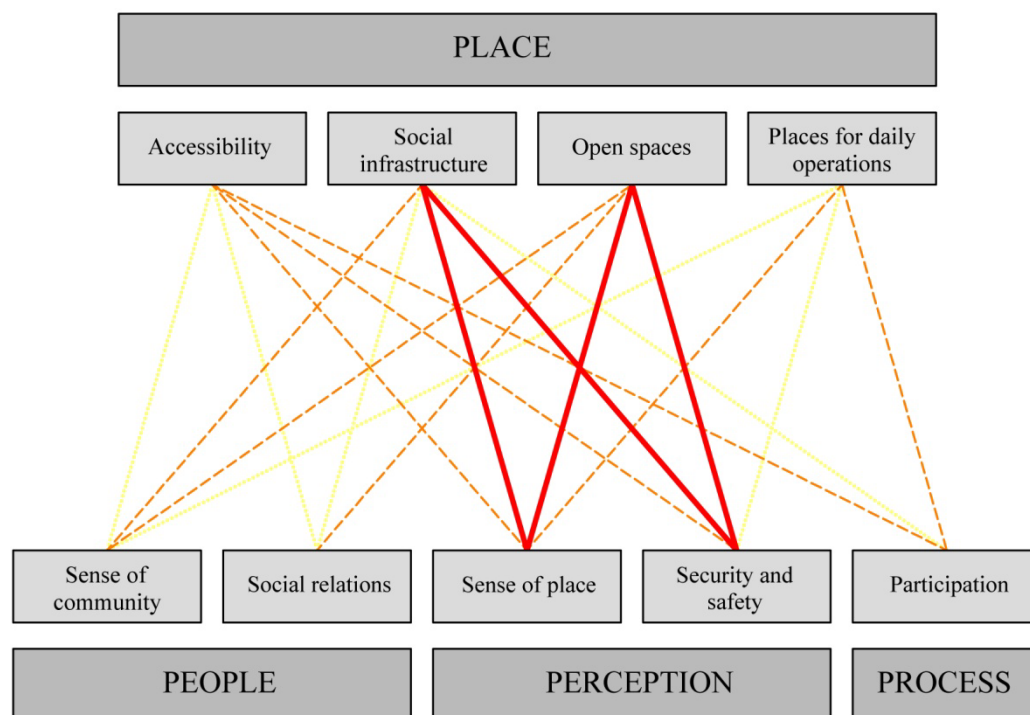 PLACE
Accessibility
Social
infrastructure
Open spaces
Places for daily
operations
Sense of
community
Social relations
Sense of place
Security and
safety
Participation
PEOPLE
PERCEPTION
PROCESS